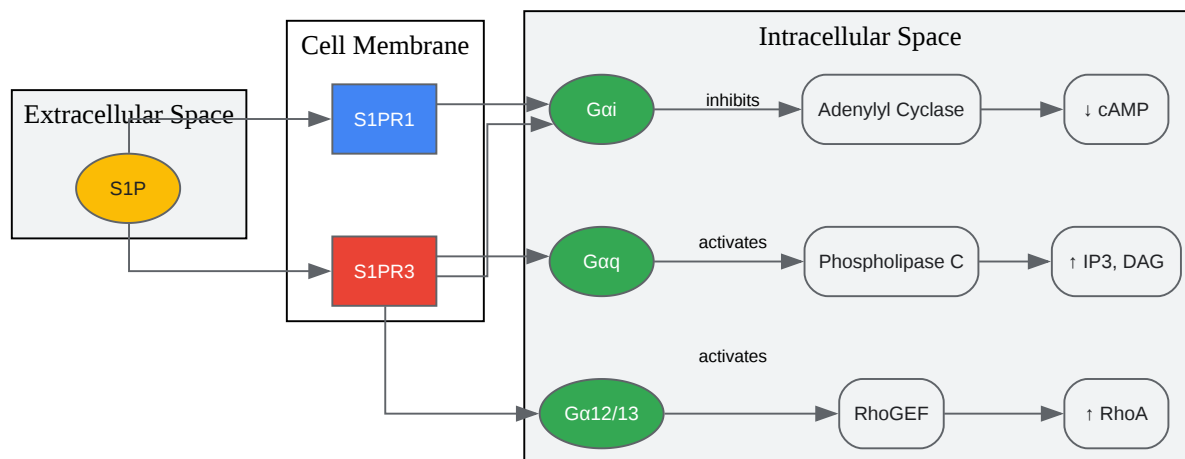 Extracellular Space
S1P
Cell Membrane
S1PR1
S1PR3
Intracellular Space
Gαi
inhibits
Adenylyl Cyclase
↓ cAMP
Gαq
activates
Phospholipase C
↑ IP3, DAG
activates
Gα12/13
RhoGEF
↑ RhoA